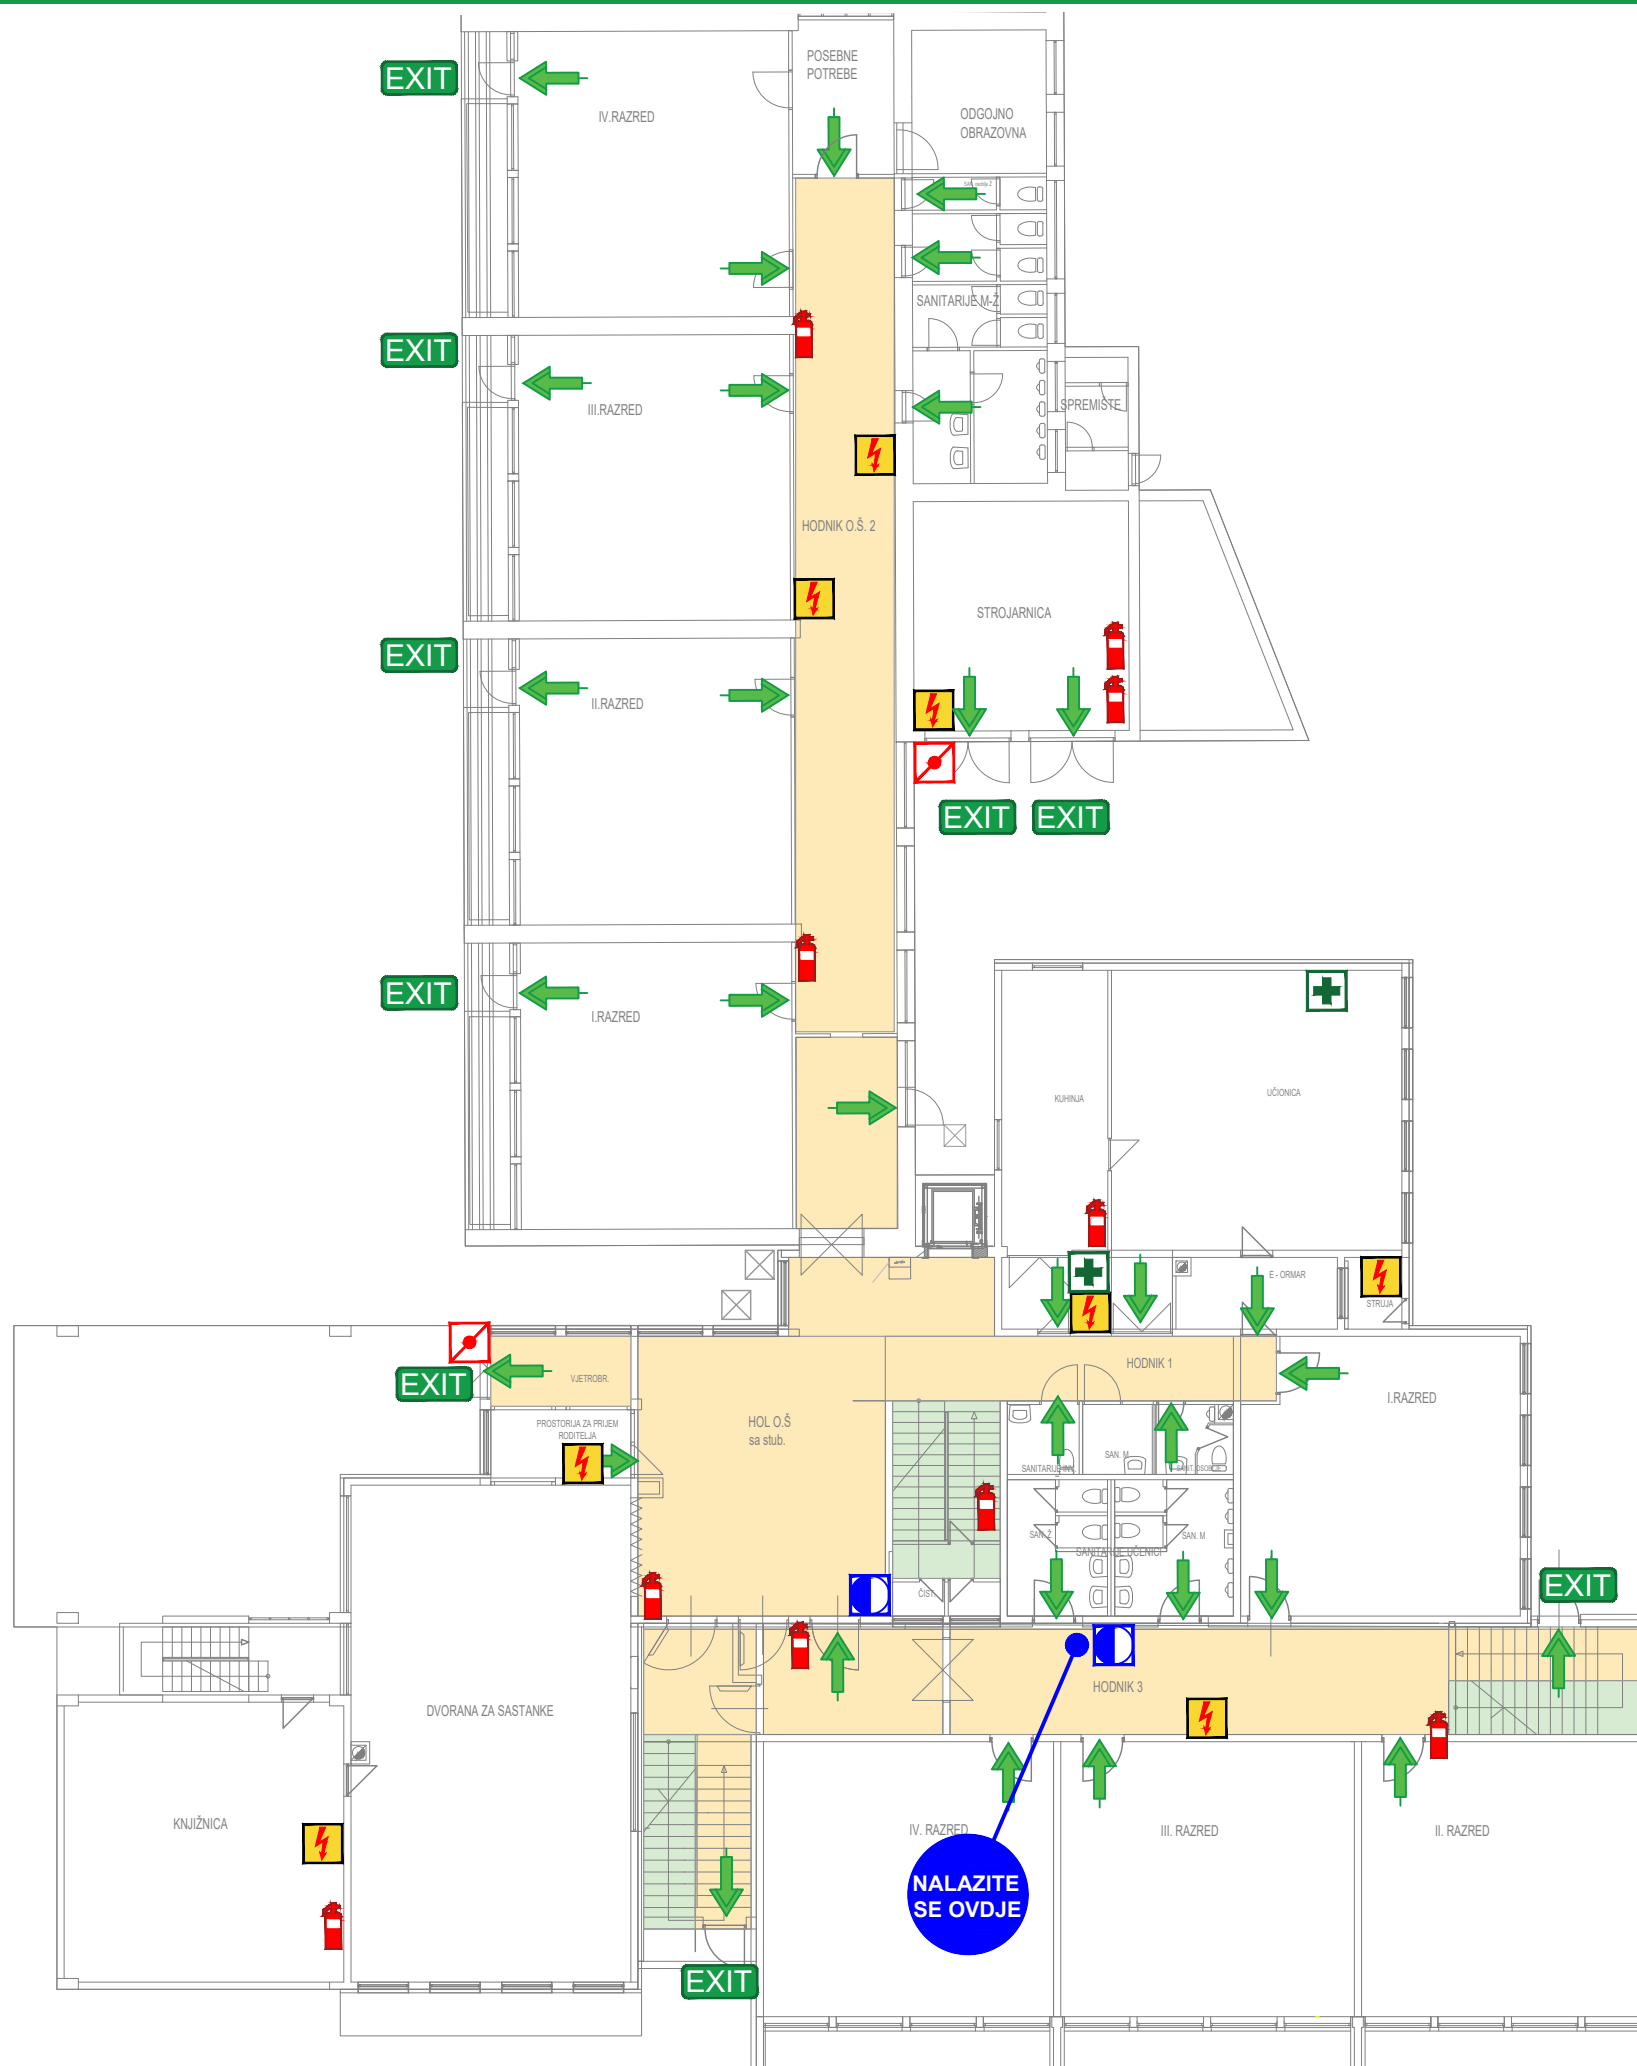 POSEBNE
POTREBE
EXIT
IV.RAZRED
ODGOJNO
OBRAZOVNA
SANITARIJE M-Ž
EXIT
III.RAZRED
SPREMIŠTE
HODNIK O.Š. 2
STROJARNICA
EXIT
II.RAZRED
EXIT
EXIT
EXIT
I.RAZRED
KUHINJA
UČIONICA
E - ORMAR
STRUJA
HODNIK 1
EXIT
VJETROBR.
I.RAZRED
HOL O.Š
sa stub.
PROSTORIJA ZA PRIJEM
RODITELJA
SAN. M
SAN. Ž
SAN. M
SANITARIJE UČENICI
ČIST.
EXIT
HODNIK 3
DVORANA ZA SASTANKE
KNJIŽNICA
IV. RAZRED
III. RAZRED
II. RAZRED
NALAZITE
SE OVDJE
EXIT